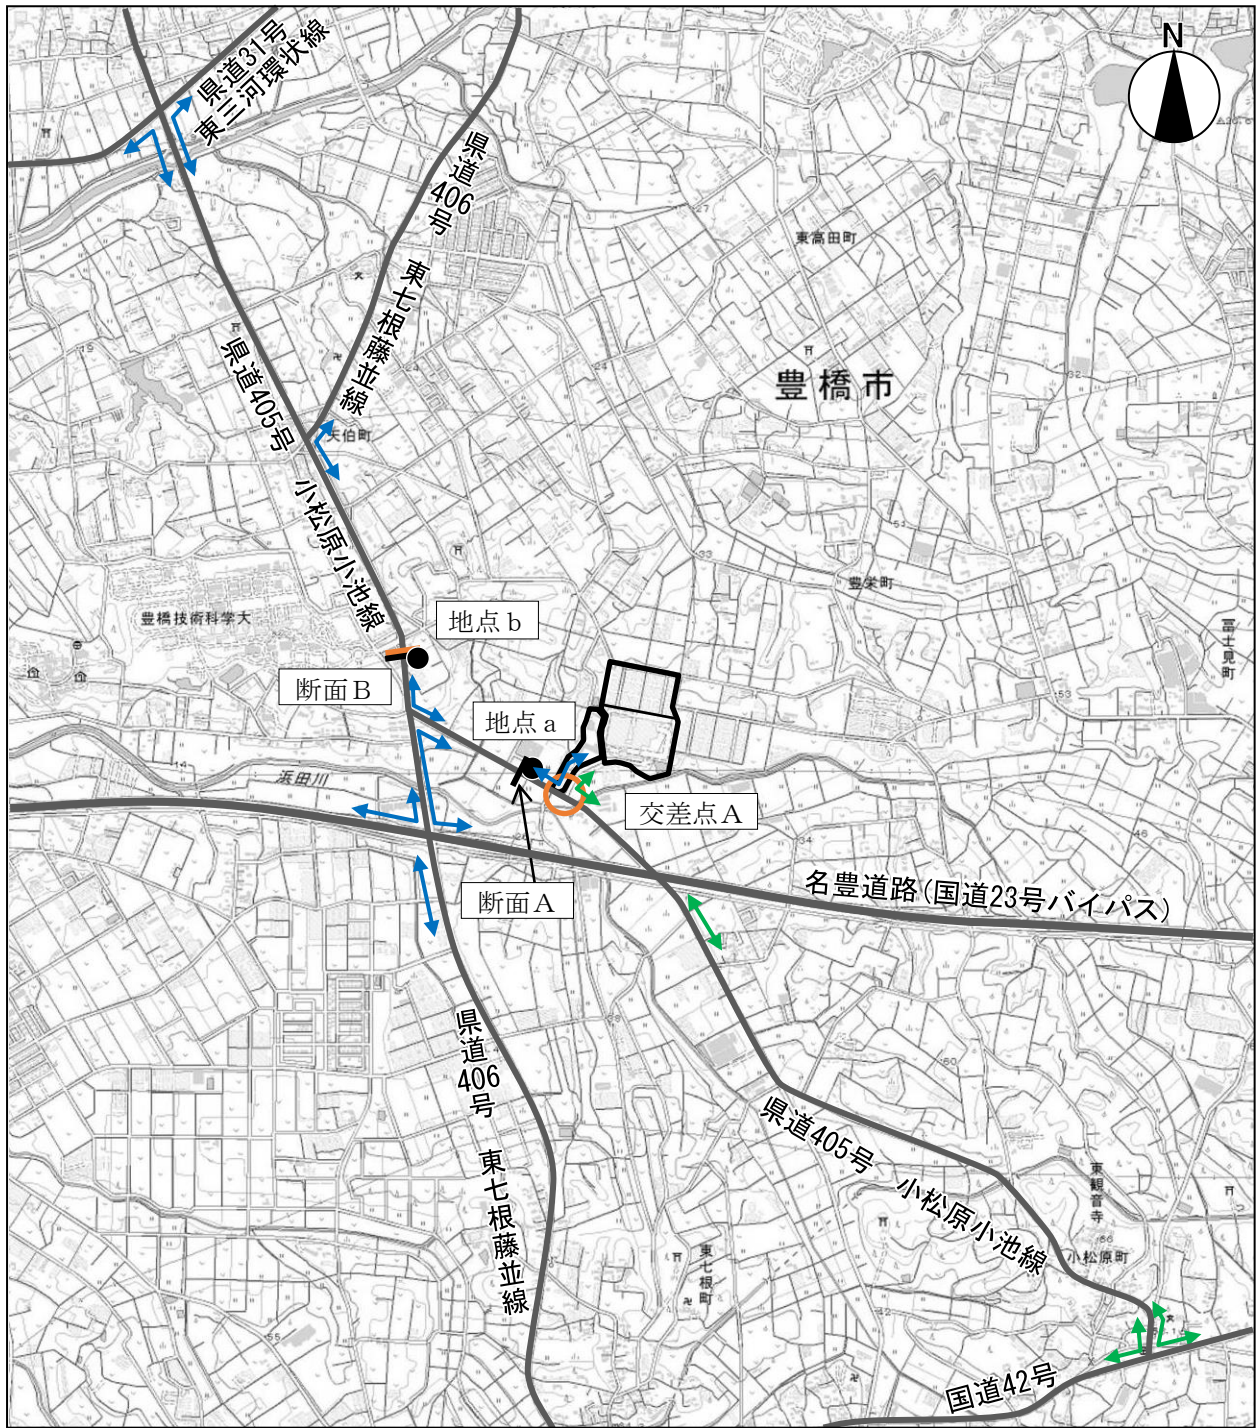 N
県道31号
東三河環状線
県道406号
東高田町
東七根藤並線
豊橋市
県道405号
天伯町
小松原小池線
豊栄町
豊橋技術科学大
地点b
富士見町
断面B
地点a
浜田川
交差点A
断面A
名豊道路(国道23号バイパス)
県道406号
県道405号
東七根藤並線
小松原小池線
東観音寺
小松原町
東七根町
国道42号